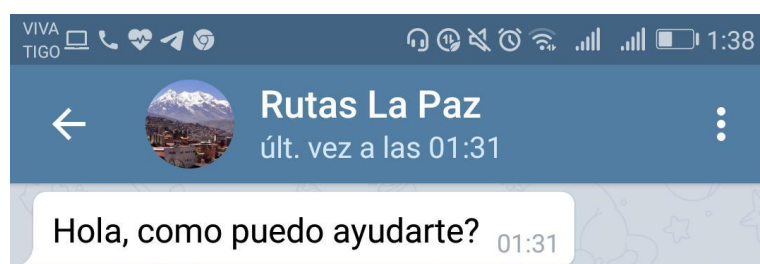 VIVA
TIGO
1:38
Rutas La Paz
últ. vez a las 01:31
Hola, como puedo ayudarte? 01:31